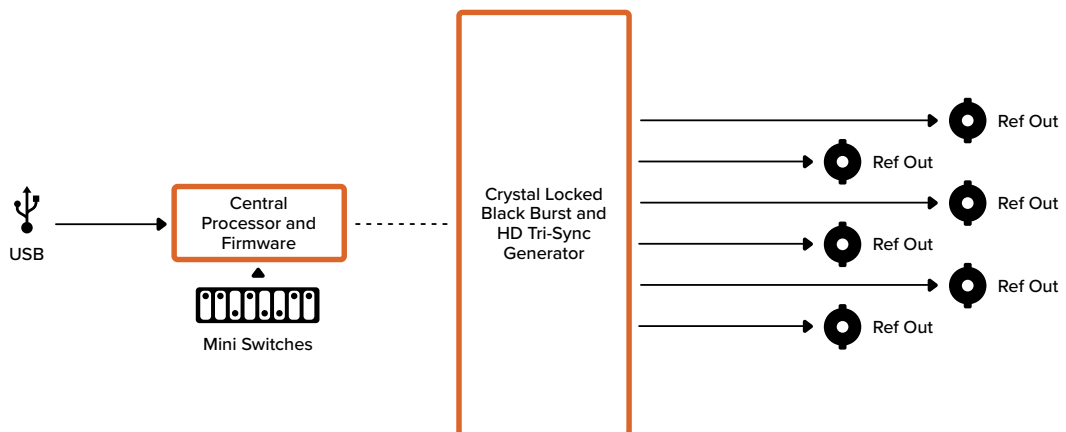 USB
Central
Processor and
Firmware
Mini Switches
Crystal Locked
Black Burst and
HD Tri-Sync
Generator
Ref Out
Ref Out
Ref Out
Ref Out
Ref Out
Ref Out